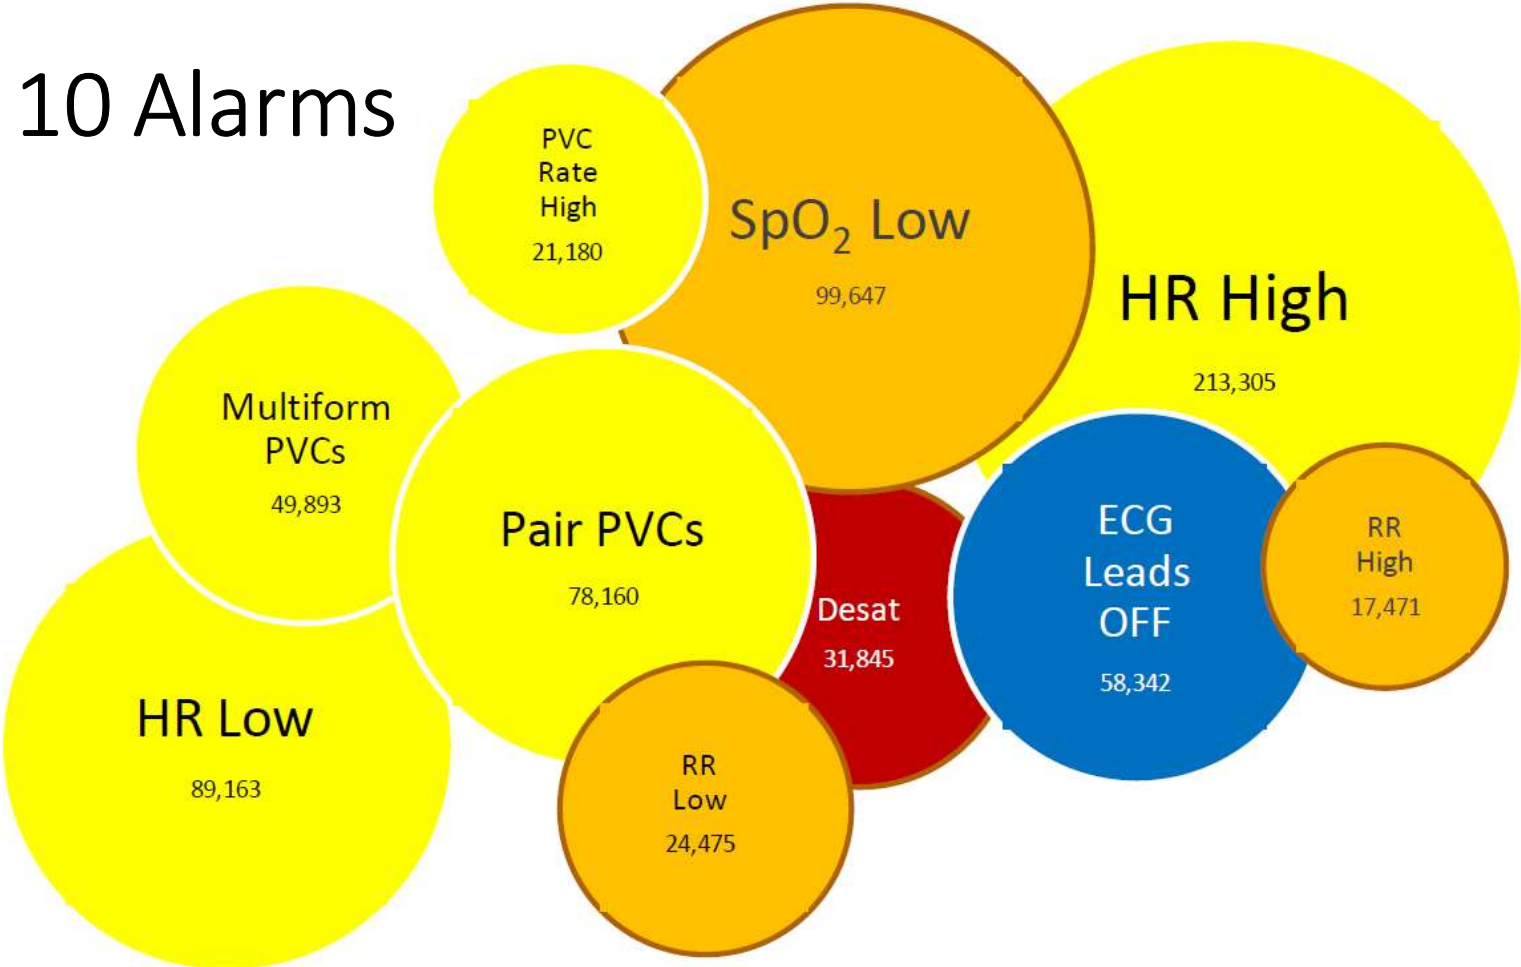 10 Alarms
PVC
Rate
High
21,180
SpO₂ Low
99,647
HR High
213,305
Multiform
PVCs
49,893
Pair PVCs
78,160
ECG
Leads
OFF
58,342
RR
High
17,471
Desat
31,845
HR Low
89,163
RR
Low
24,475